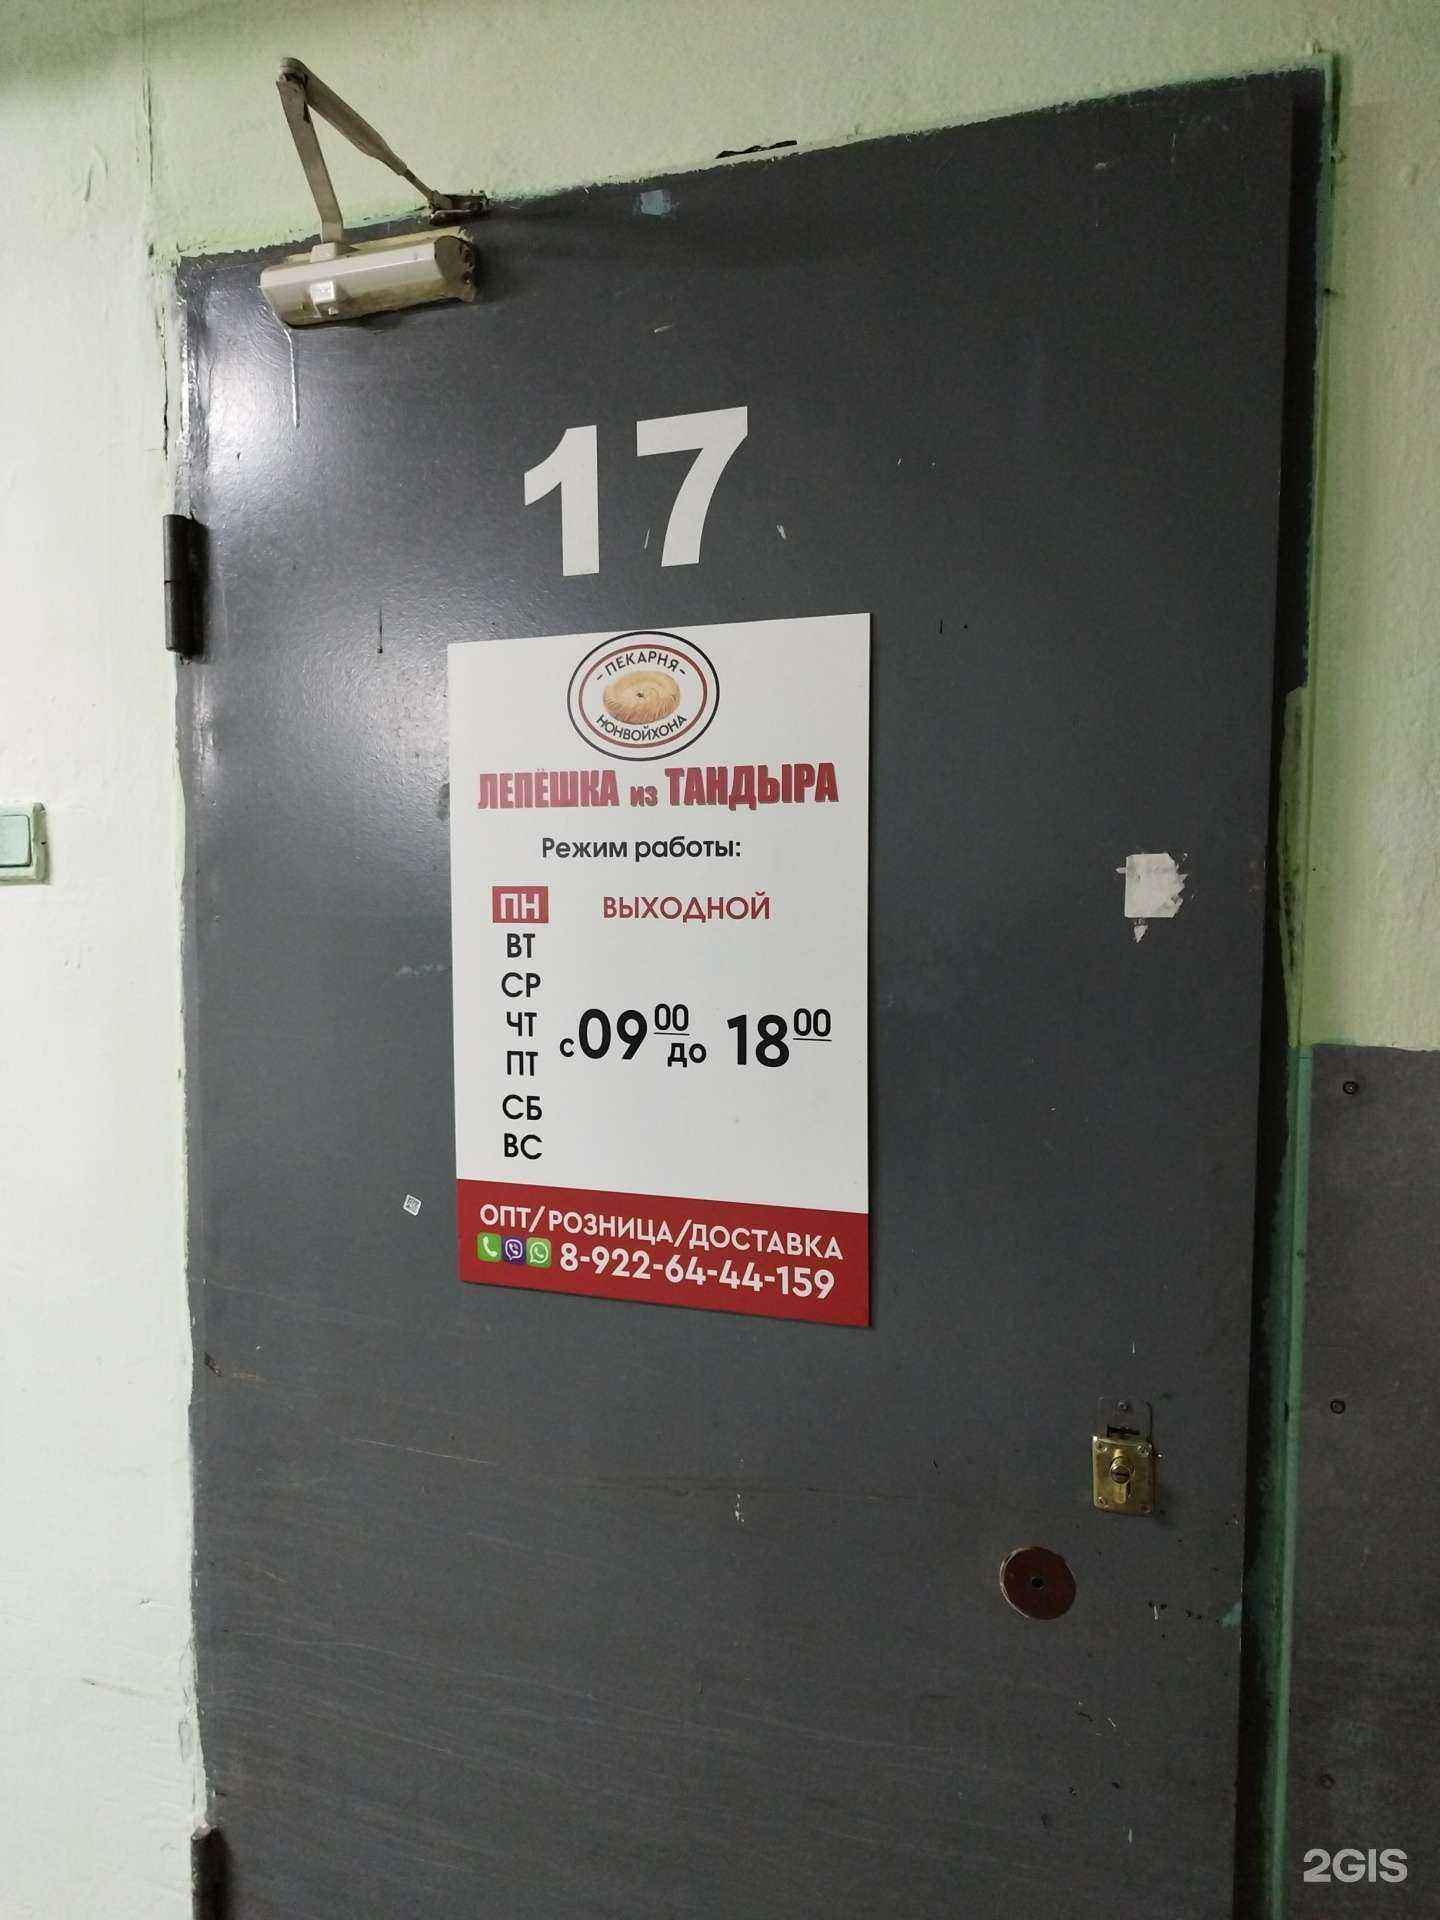 17
- ПЕКАРНЯ -
НОНВОЙХОНА
ЛЕПЁШКА из ТАНДЫРА
Режим работы:
ПН ВЫХОДНОЙ
ВТ
СР
ЧТ
с 09 00 до 18 00
ПТ
СБ
ВС
ОПТ/РОЗНИЦА/ДОСТАВКА
8-922-64-44-159
2GIS